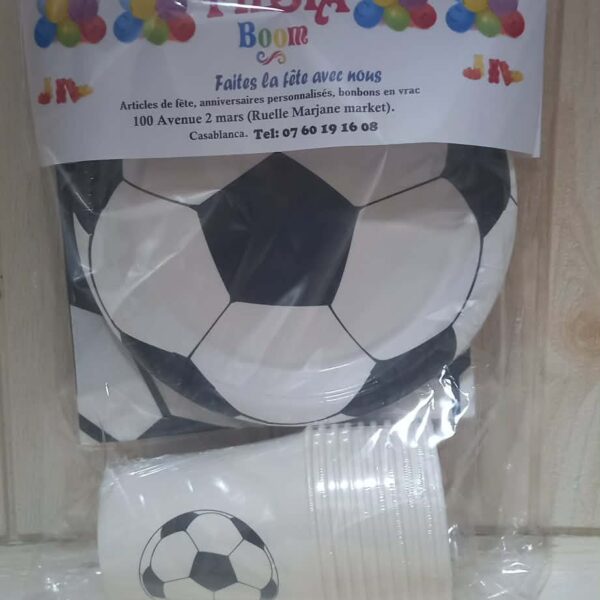 Boom
Faites la fête avec nous
Articles de fête, anniversaires personnalisés, bonbons en vrac
100 Avenue 2 mars (Ruelle Marjane market).
Casablanca. Tel: 07 60 19 16 08